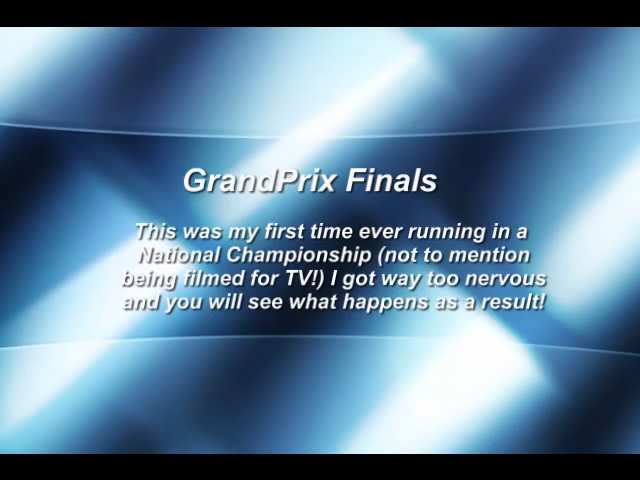 GrandPrix Finals
This was my first time ever running in a
National Championship (not to mention
being filmed for TV!) I got way too nervous
and you will see what happens as a result!